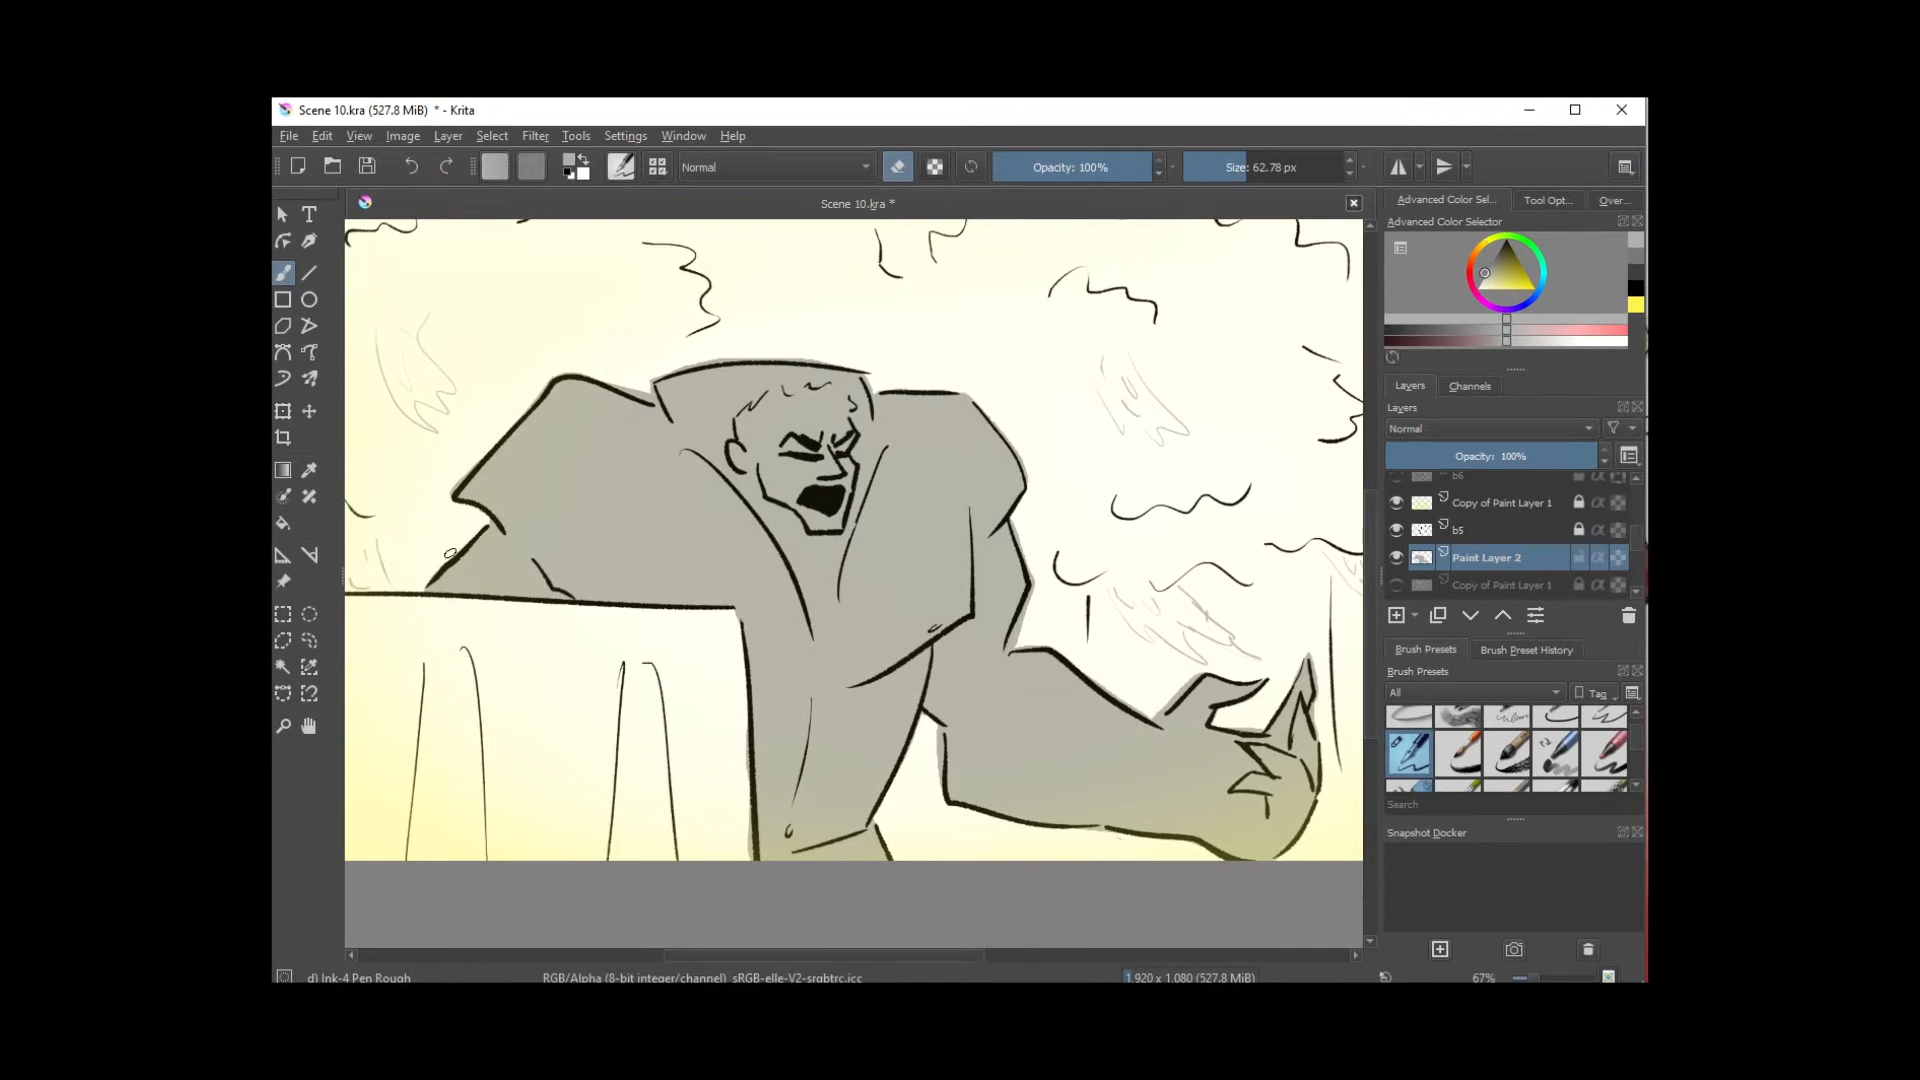 Scene 10.kra (527.8 MiB) * - Krita
File Edit View Image Layer Select Filter Tools Settings Window Help
Normal Opacity: 100% Size: 62.78 px
Scene 10.kra *
Advanced Color Sel... Tool Opt... Over...
Advanced Color Selector
Layers Channels
Layers
Normal
Opacity: 100%
b6
Copy of Paint Layer 1
b5
Paint Layer 2
Copy of Paint Layer 1
Brush Presets Brush Preset History
Brush Presets
All Tag
Search
Snapshot Docker
d) Ink-4 Pen Rough RGB/Alpha (8-bit integer/channel) sRGB-elle-V2-srgbtrc.icc 1,920 x 1,080 (527.8 MiB) 67%